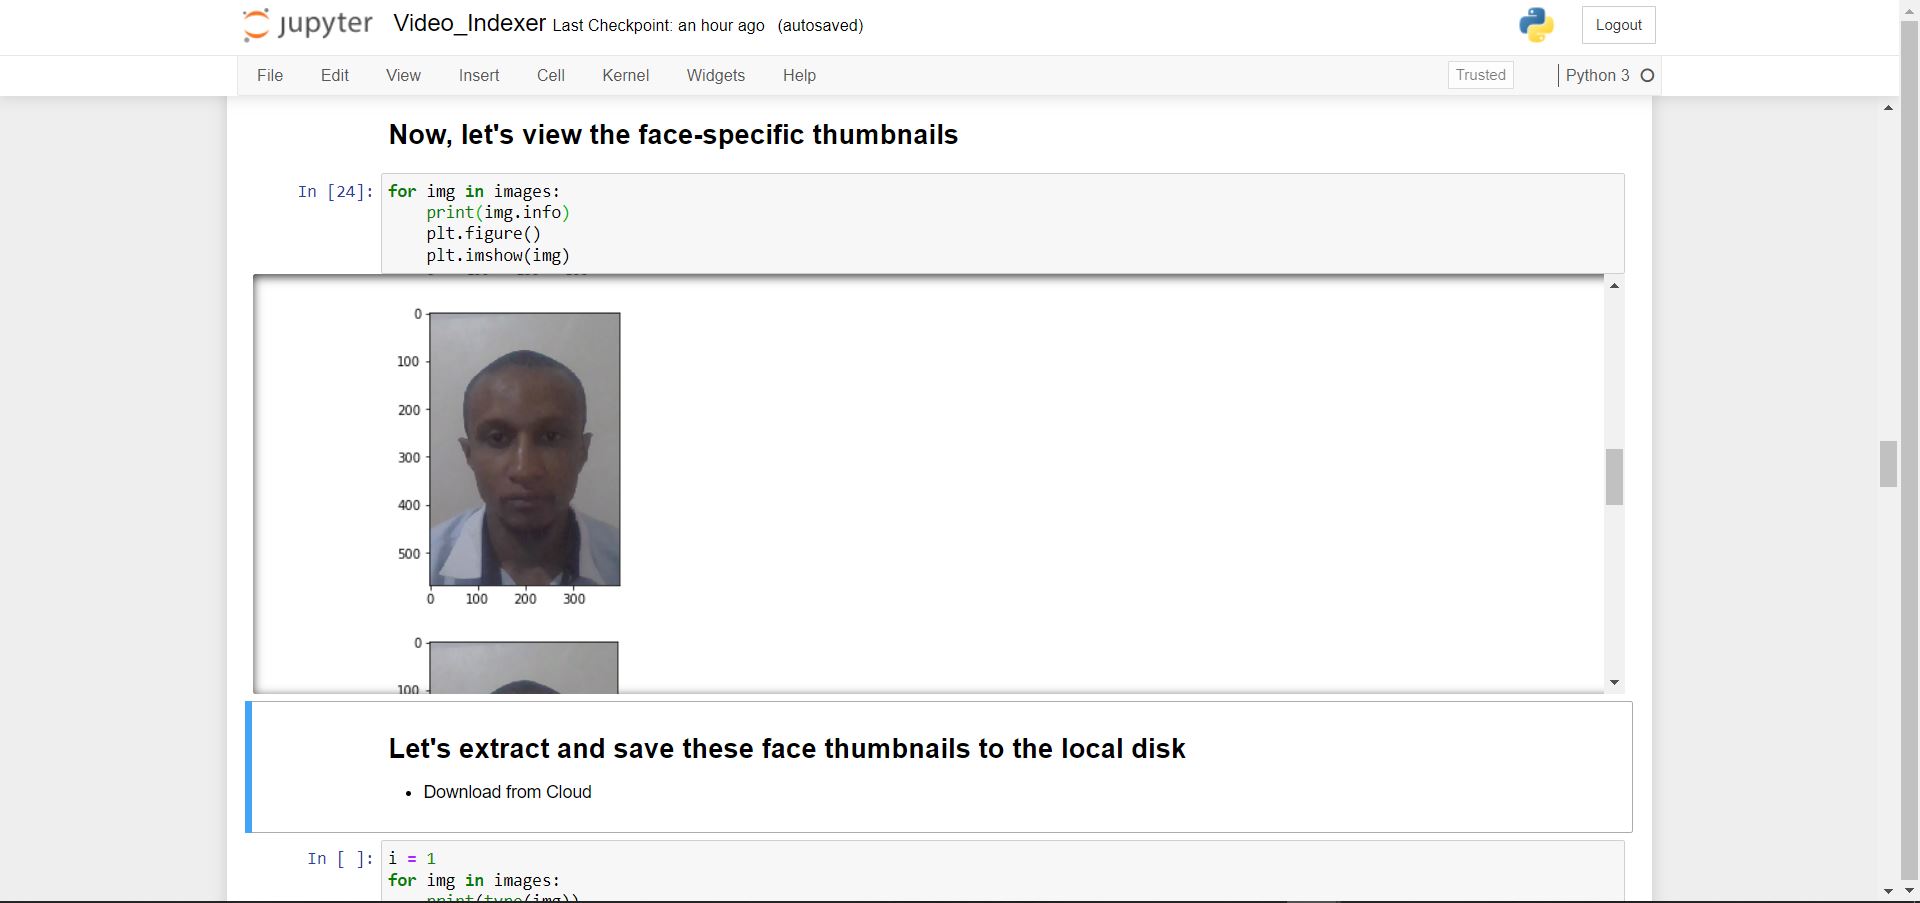 jupyter Video_Indexer Last Checkpoint: an hour ago (autosaved)
Logout
File Edit View Insert Cell Kernel Widgets Help
Trusted
Python 3
Now, let's view the face-specific thumbnails
In [24]:
for img in images:
    print(img.info)
    plt.figure()
    plt.imshow(img)
0
100
200
300
400
500
0 100 200 300
0
100
Let's extract and save these face thumbnails to the local disk
• Download from Cloud
In [ ]:
i = 1
for img in images:
    print(type(img))